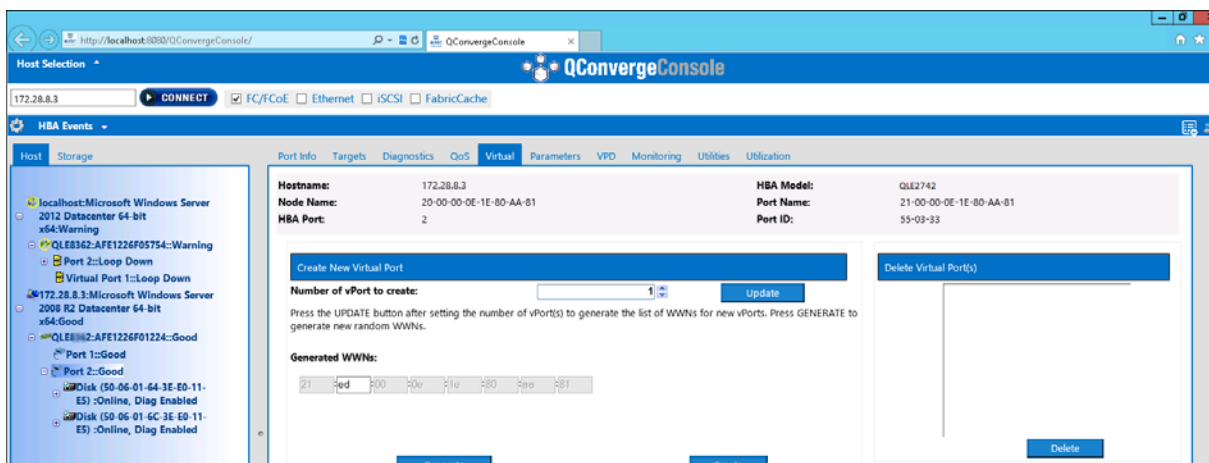 http://localhost:8080/QConvergeConsole/
QConvergeConsole
Host Selection
QConvergeConsole
172.28.8.3
CONNECT
FC/FCoE
Ethernet
iSCSI
FabricCache
HBA Events
Host
Storage
Port Info
Targets
Diagnostics
QoS
Virtual
Parameters
VPD
Monitoring
Utilities
Utilization
localhost:Microsoft Windows Server
2012 Datacenter 64-bit
x64:Warning
QLE8362:AFE1226F05754::Warning
Port 2::Loop Down
Virtual Port 1::Loop Down
172.28.8.3:Microsoft Windows Server
2008 R2 Datacenter 64-bit
x64:Good
Port 1::Good
Port 2::Good
Disk (50-06-01-64-3E-E0-11-
E5) :Online, Diag Enabled
Disk (50-06-01-6C-3E-E0-11-
E5) :Online, Diag Enabled
Hostname: 172.28.8.3
HBA Model: QLE2742
Node Name: 20-00-00-0E-1E-80-AA-81
Port Name: 21-00-00-0E-1E-80-AA-81
HBA Port: 2
Port ID: 55-03-33
Create New Virtual Port
Number of vPort to create: 1
Update
Press the UPDATE button after setting the number of vPort(s) to generate the list of WWNs for new vPorts. Press GENERATE to
generate new random WWNs.
Generated WWNs:
21 :ed :00 :0e :1e :80 :aa :81
Delete Virtual Port(s)
Delete